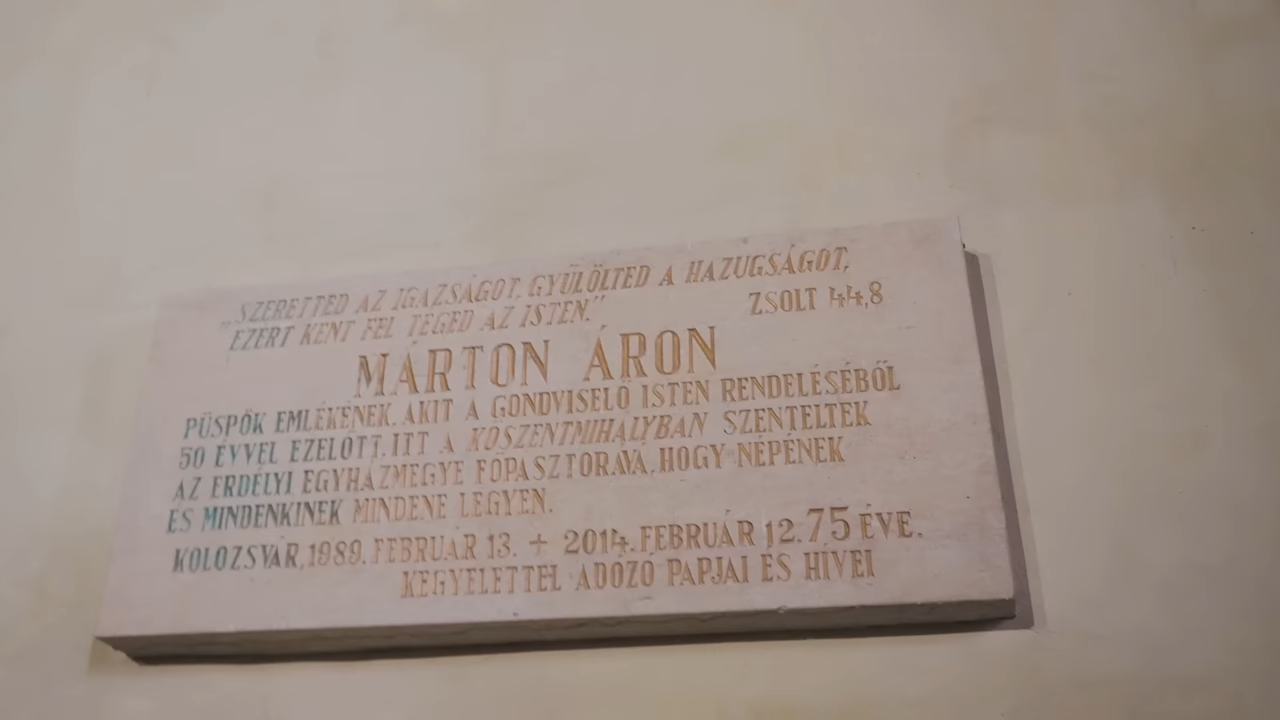 „SZERETTED AZ IGAZSÁGOT, GYŰLÖLTED A HAZUGSÁGOT,
EZÉRT KENT FEL TÉGED AZ ISTEN.” ZSOLT 44,8
MÁRTON ÁRON
PÜSPÖK EMLÉKÉNEK, AKIT A GONDVISELŐ ISTEN RENDELÉSÉBŐL
50 ÉVVEL EZELŐTT, ITT A KOSZENTMIHÁLYBAN SZENTELTEK
AZ ERDÉLYI EGYHÁZMEGYE FŐPÁSZTORÁVÁ, HOGY NÉPÉNEK
ÉS MINDENKINEK MINDENE LEGYEN.
KOLOZSVÁR, 1989. FEBRUÁR 13. + 2014. FEBRUÁR 12. 75 ÉVE.
KEGYELETTEL ADÓZÓ PAPJAI ÉS HÍVEI